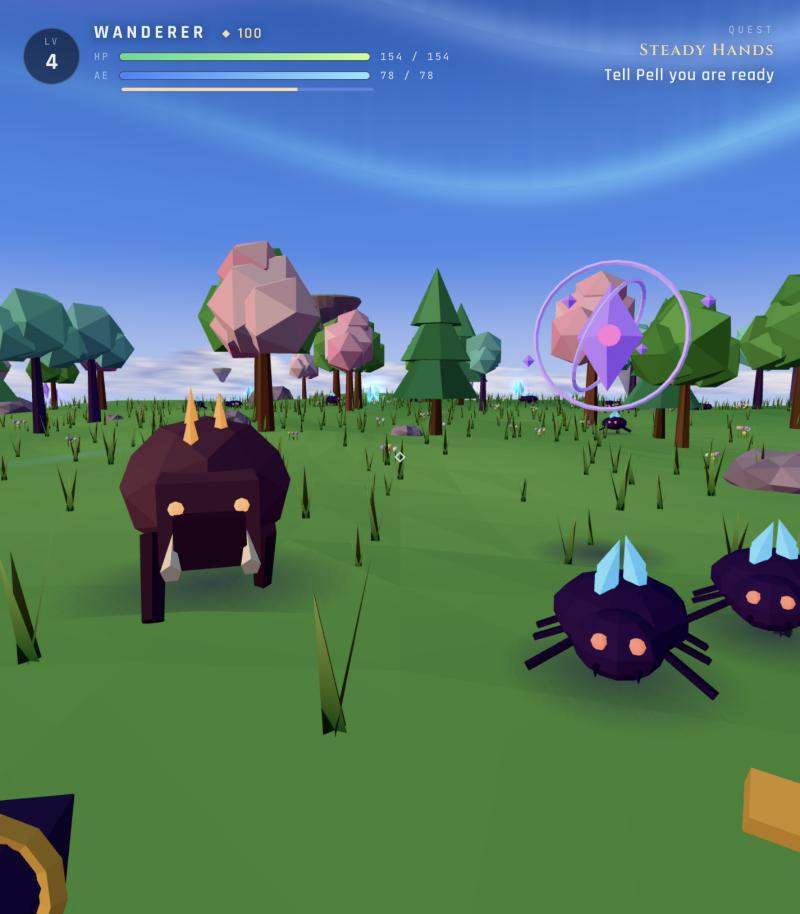 LV
4
WANDERER ◆ 100
HP 154 / 154
AE 78 / 78
QUEST
STEADY HANDS
Tell Pell you are ready